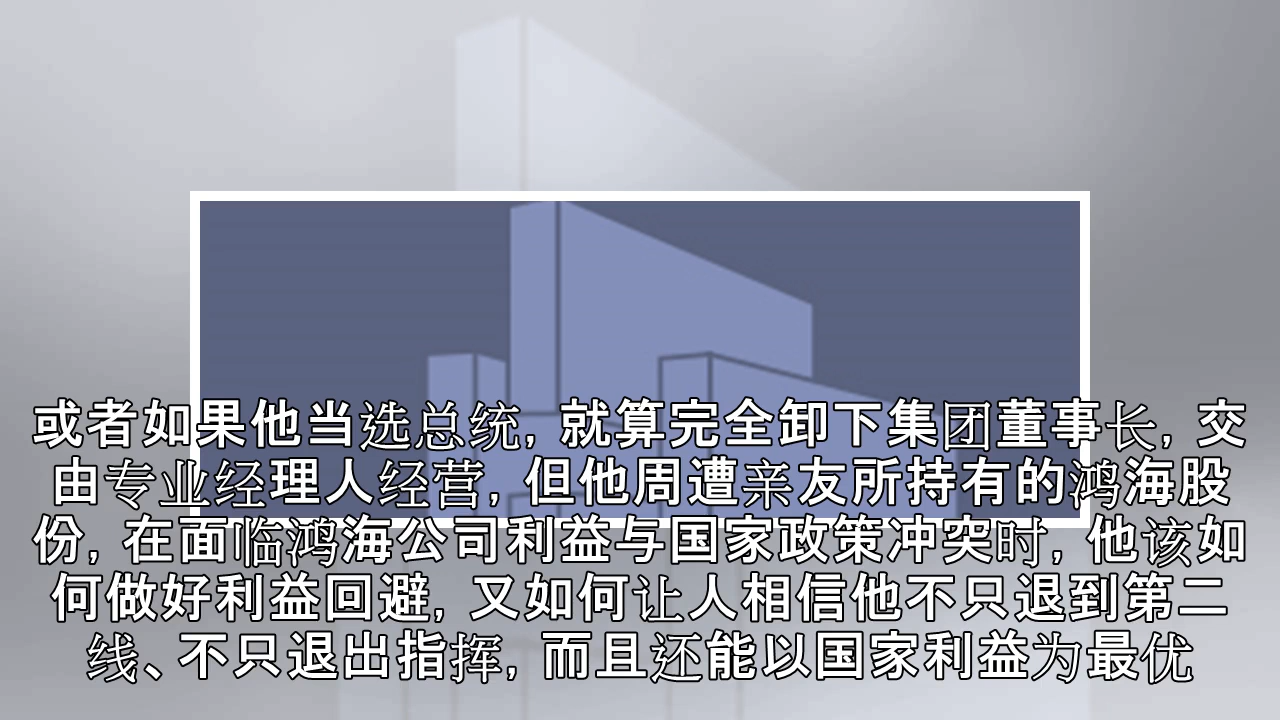 或者如果他当选总统, 就算完全卸下集团董事长, 交
由专业经理人经营, 但他周遭亲友所持有的鸿海股
份, 在面临鸿海公司利益与国家政策冲突时, 他该如
何做好利益回避, 又如何让人相信他不只退到第二
线、不只退出指挥, 而且还能以国家利益为最优